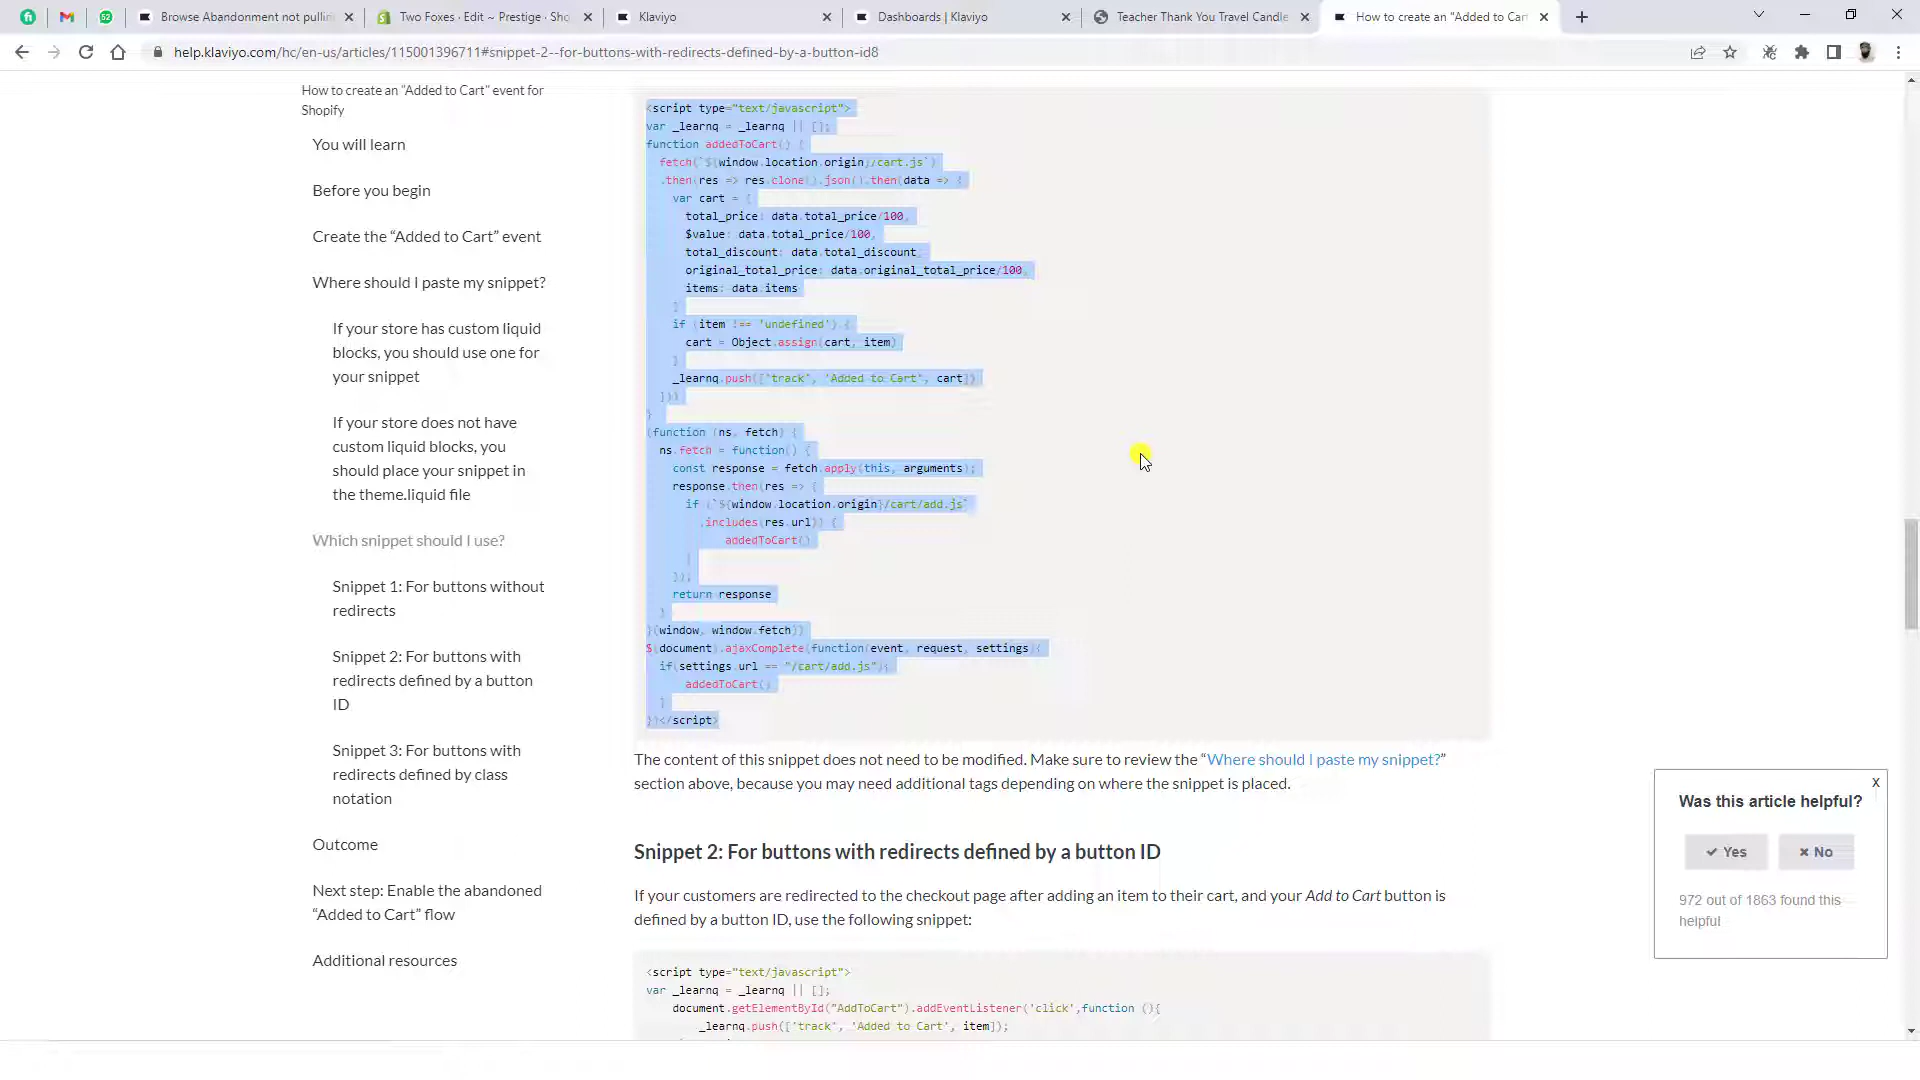 Browse Abandonment not pullin
Two Foxes · Edit ~ Prestige · Sho
Klaviyo
Dashboards | Klaviyo
Teacher Thank You Travel Candle
How to create an "Added to Cart
help.klaviyo.com/hc/en-us/articles/115001396711#snippet-2--for-buttons-with-redirects-defined-by-a-button-id8
How to create an “Added to Cart” event for
Shopify
You will learn
Before you begin
Create the “Added to Cart” event
Where should I paste my snippet?
If your store has custom liquid
blocks, you should use one for
your snippet
If your store does not have
custom liquid blocks, you
should place your snippet in
the theme.liquid file
Which snippet should I use?
Snippet 1: For buttons without
redirects
Snippet 2: For buttons with
redirects defined by a button
ID
Snippet 3: For buttons with
redirects defined by class
notation
Outcome
Next step: Enable the abandoned
“Added to Cart” flow
Additional resources
<script type="text/javascript">
var _learnq = _learnq || [];
function addedToCart() {
fetch(`${window.location.origin}/cart.js`)
.then(res => res.clone().json().then(data => {
var cart = {
total_price: data.total_price/100,
$value: data.total_price/100,
total_discount: data.total_discount,
original_total_price: data.original_total_price/100,
items: data.items
}
if (item !== 'undefined') {
cart = Object.assign(cart, item)
}
_learnq.push(['track', 'Added to Cart', cart])
}))
}
(function (ns, fetch) {
ns.fetch = function() {
const response = fetch.apply(this, arguments);
response.then(res => {
if (`${window.location.origin}/cart/add.js`
.includes(res.url)) {
addedToCart()
}
});
return response
}
}(window, window.fetch))
$(document).ajaxComplete(function(event, request, settings){
if(settings.url == "/cart/add.js"){
addedToCart()
}
})</script>
The content of this snippet does not need to be modified. Make sure to review the “Where should I paste my snippet?”
section above, because you may need additional tags depending on where the snippet is placed.
Snippet 2: For buttons with redirects defined by a button ID
If your customers are redirected to the checkout page after adding an item to their cart, and your Add to Cart button is
defined by a button ID, use the following snippet:
<script type="text/javascript">
var _learnq = _learnq || [];
document.getElementById("AddToCart").addEventListener('click',function (){
_learnq.push(['track', 'Added to Cart', item]);
Was this article helpful?
X
Yes
No
972 out of 1863 found this
helpful